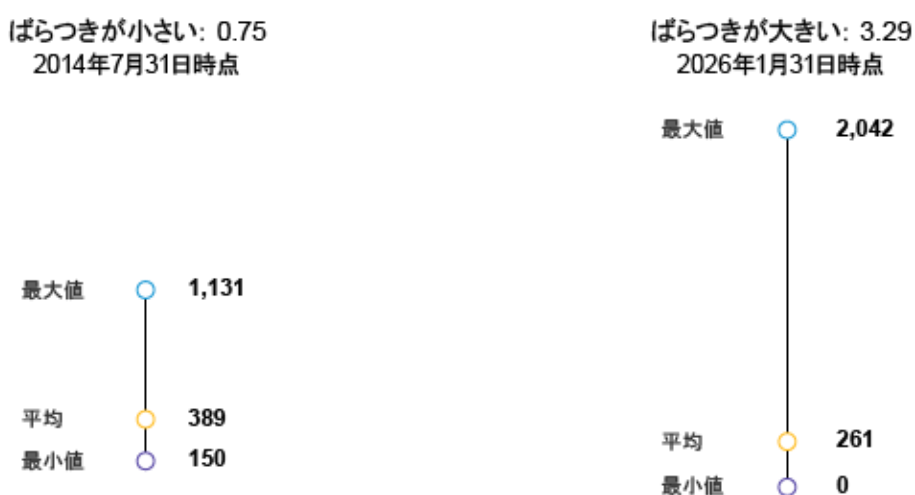 ばらつきが小さい: 0.75
2014年7月31日時点
最大値 1,131
平均 389
最小値 150
ばらつきが大きい: 3.29
2026年1月31日時点
最大値 2,042
平均 261
最小値 0